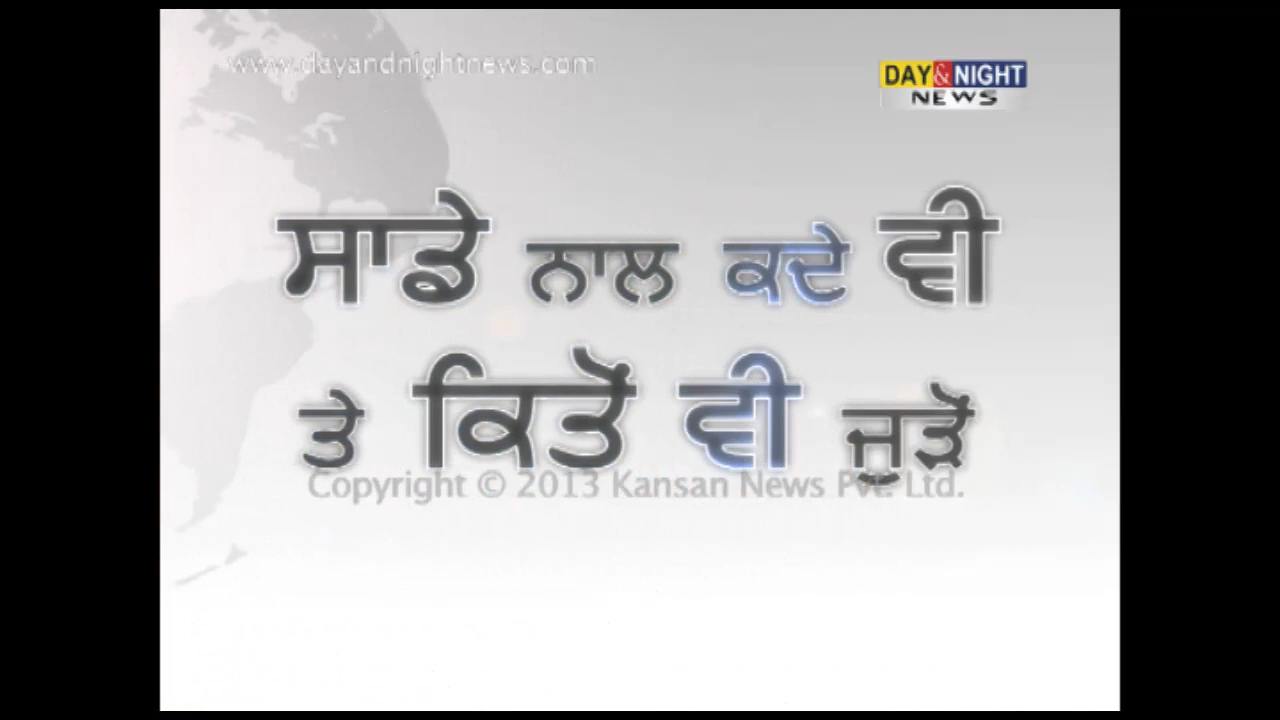 www.dayandnightnews.com
DAY & NIGHT
NEWS
ਸਾਡੇ ਨਾਲ ਕਦੇ ਵੀ
ਤੇ ਕਿਤੋਂ ਵੀ ਜੁੜੋਂ
Copyright © 2013 Kansan News Pvt. Ltd.